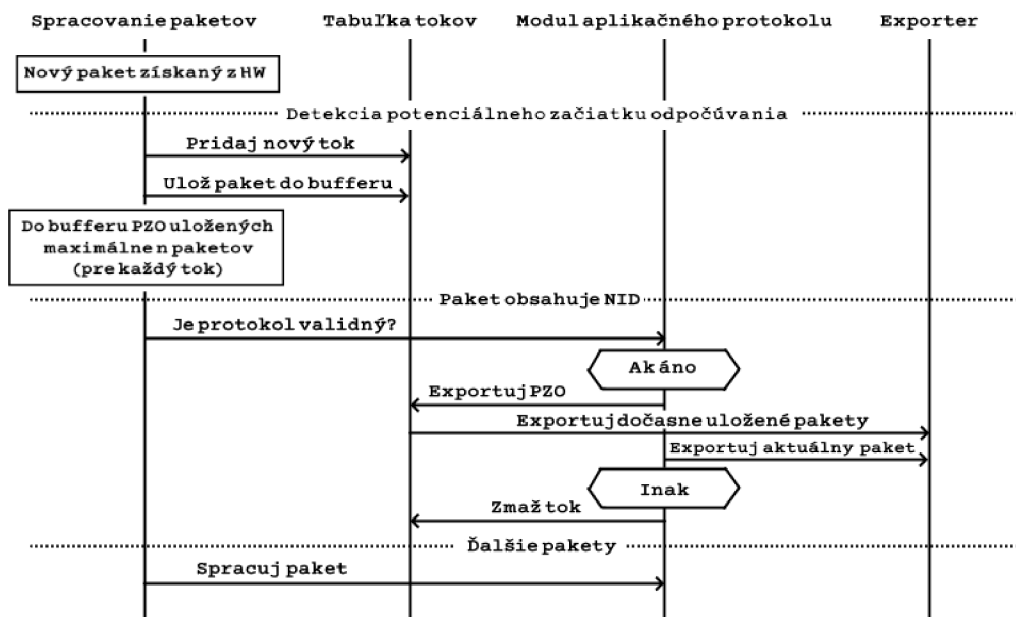 Spracovanie paketov Tabuľka tokov Modul aplikačného protokolu Exporter
Nový paket získaný z HW
Detekcia potenciálneho začiatku odpočúvania
Pridaj nový tok
Ulož paket do bufferu
Do bufferu PZO uložených
maximálne n paketov
(pre každý tok)
Paket obsahuje NID
Je protokol validný?
Ak áno
Exportuj PZO
Exportuj dočasne uložené pakety
Exportuj aktuálny paket
Inak
Zmaž tok
Ďalšie pakety
Spracuj paket